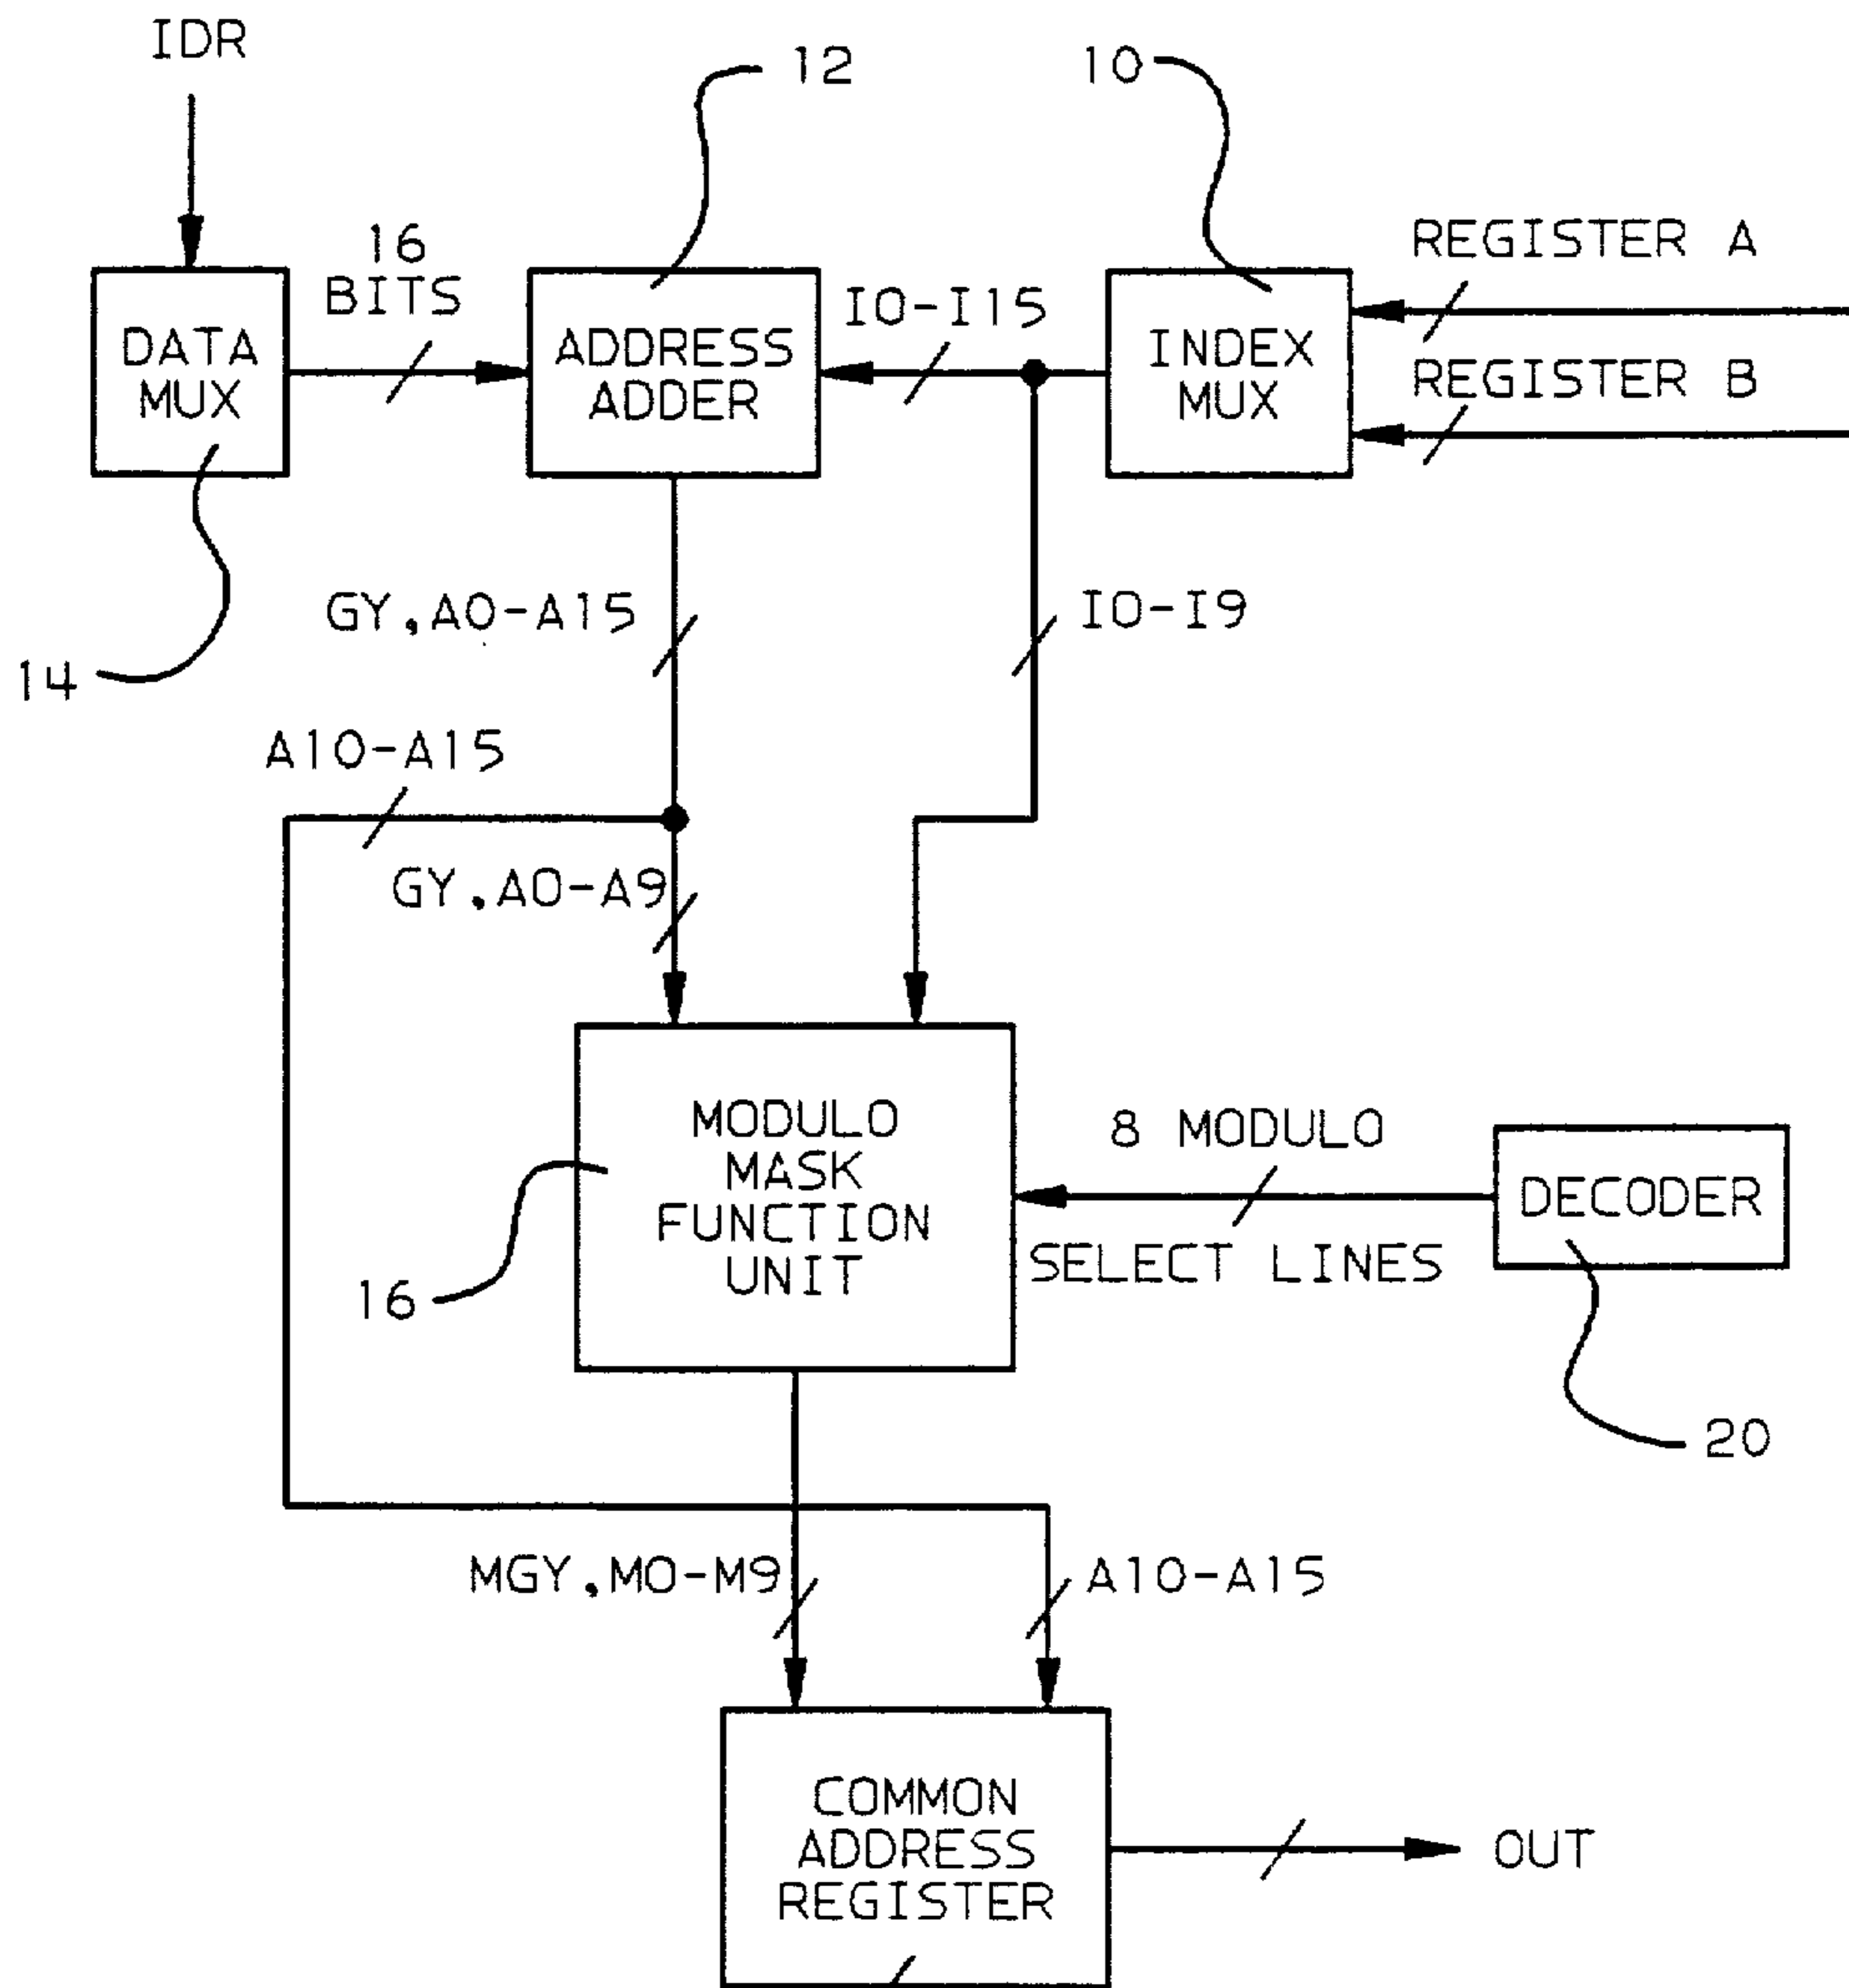 IDR
12
10
16
BITS
REGISTER A
I0-I15
DATA
MUX
ADDRESS
ADDER
INDEX
MUX
REGISTER B
GY,A0-A15
I0-I9
14
A10-A15
GY,A0-A9
MODULO
MASK
FUNCTION
UNIT
8 MODULO
SELECT LINES
DECODER
16
20
MGY,M0-M9
A10-A15
COMMON
ADDRESS
REGISTER
OUT